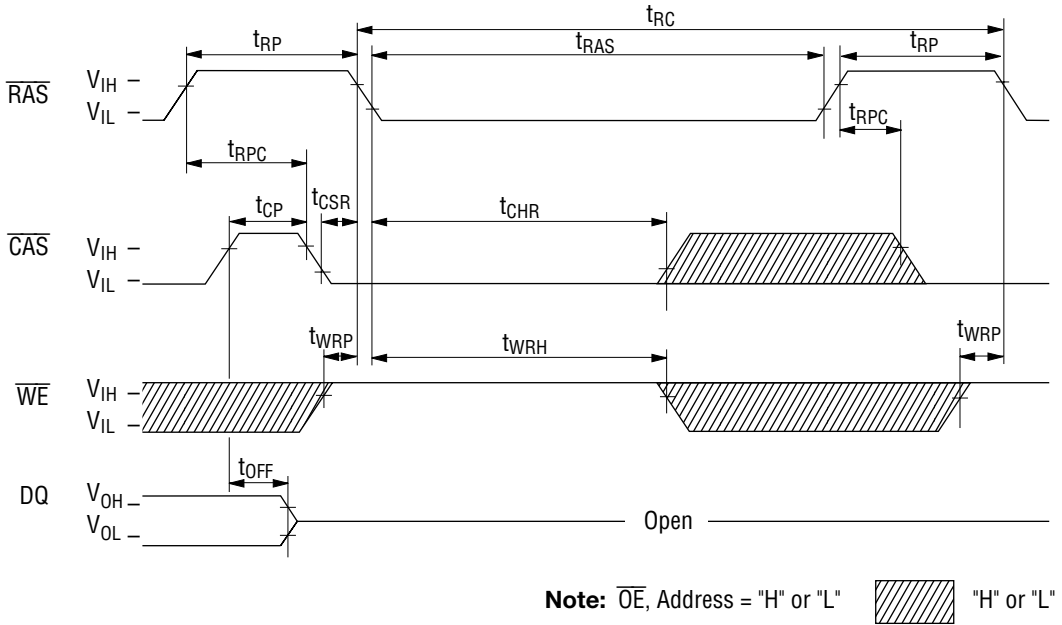 tRC
tRP
tRAS
tRP
RAS
VIH
VIL
tRPC
tRPC
tCP
tCSR
tCHR
CAS
VIH
VIL
tWRP
tWRH
tWRP
WE
VIH
VIL
tOFF
DQ
VOH
VOL
Open
Note: OE, Address = "H" or "L"
"H" or "L"